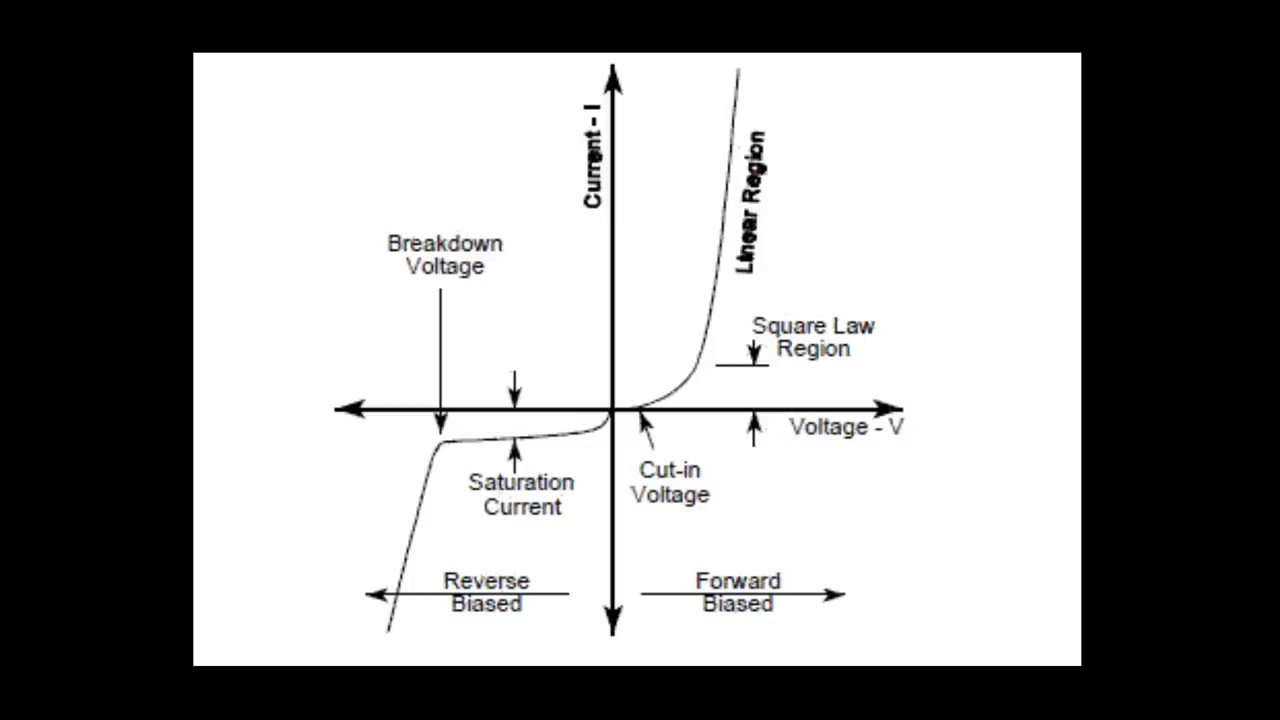 Current - I
Linear Region
Breakdown
Voltage
Square Law
Region
Voltage - V
Saturation
Current
Cut-in
Voltage
Reverse
Biased
Forward
Biased